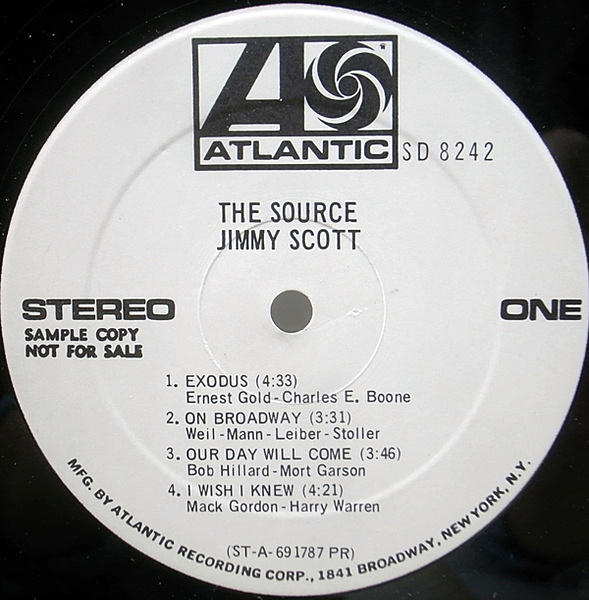 ATLANTIC
SD 8242
THE SOURCE
JIMMY SCOTT
STEREO
ONE
SAMPLE COPY
NOT FOR SALE
1. EXODUS (4:33)
Ernest Gold-Charles E. Boone
2. ON BROADWAY (3:31)
Weil-Mann-Leiber-Stoller
3. OUR DAY WILL COME (3:46)
Bob Hillard-Mort Garson
4. I WISH I KNEW (4:21)
Mack Gordon-Harry Warren
(ST-A-691787 PR)
MFG. BY ATLANTIC RECORDING CORP., 1841 BROADWAY, NEW YORK, N.Y.